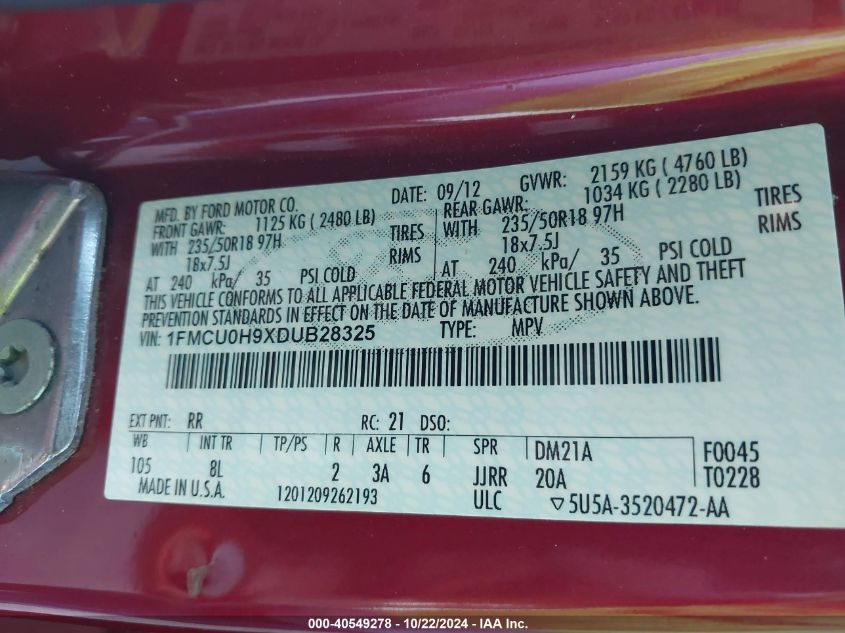 MFD. BY FORD MOTOR CO. DATE: 09/12 GVWR: 2159 KG ( 4760 LB)
FRONT GAWR: 1125 KG ( 2480 LB) REAR GAWR: 1034 KG ( 2280 LB)
WITH 235/50R18 97H TIRES WITH 235/50R18 97H TIRES
18x7.5J RIMS 18x7.5J RIMS
AT 240 kPa/ 35 PSI COLD AT 240 kPa/ 35 PSI COLD
THIS VEHICLE CONFORMS TO ALL APPLICABLE FEDERAL MOTOR VEHICLE SAFETY AND THEFT
PREVENTION STANDARDS IN EFFECT ON THE DATE OF MANUFACTURE SHOWN ABOVE.
VIN: 1FMCU0H9XDUB28325 TYPE: MPV
EXT PNT: RR RC: 21 DSO:
WB INT TR TP/PS R AXLE TR SPR DM21A F0045
105 8L 2 3A 6 JJRR 20A T0228
MADE IN U.S.A. 1201209262193 ULC ▽5U5A-3520472-AA
000-40549278 - 10/22/2024 - IAA Inc.